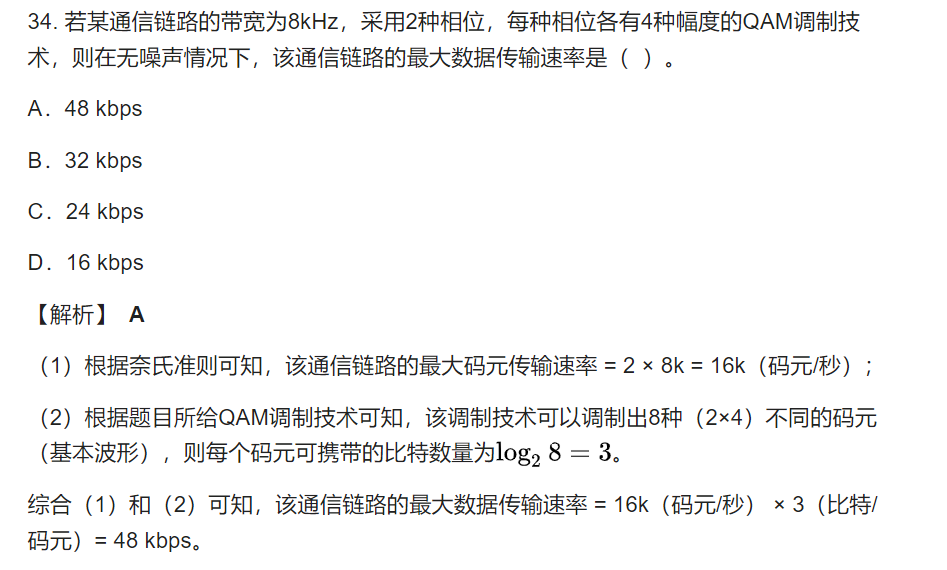 34. 若某通信链路的带宽为8kHz，采用2种相位，每种相位各有4种幅度的QAM调制技
术，则在无噪声情况下，该通信链路的最大数据传输速率是（ ）。
A．48 kbps
B．32 kbps
C．24 kbps
D．16 kbps
【解析】 A
（1）根据奈氏准则可知，该通信链路的最大码元传输速率 = 2 × 8k = 16k（码元/秒）；
（2）根据题目所给QAM调制技术可知，该调制技术可以调制出8种（2×4）不同的码元
（基本波形），则每个码元可携带的比特数量为log₂ 8 = 3。
综合（1）和（2）可知，该通信链路的最大数据传输速率 = 16k（码元/秒） × 3（比特/
码元）= 48 kbps。